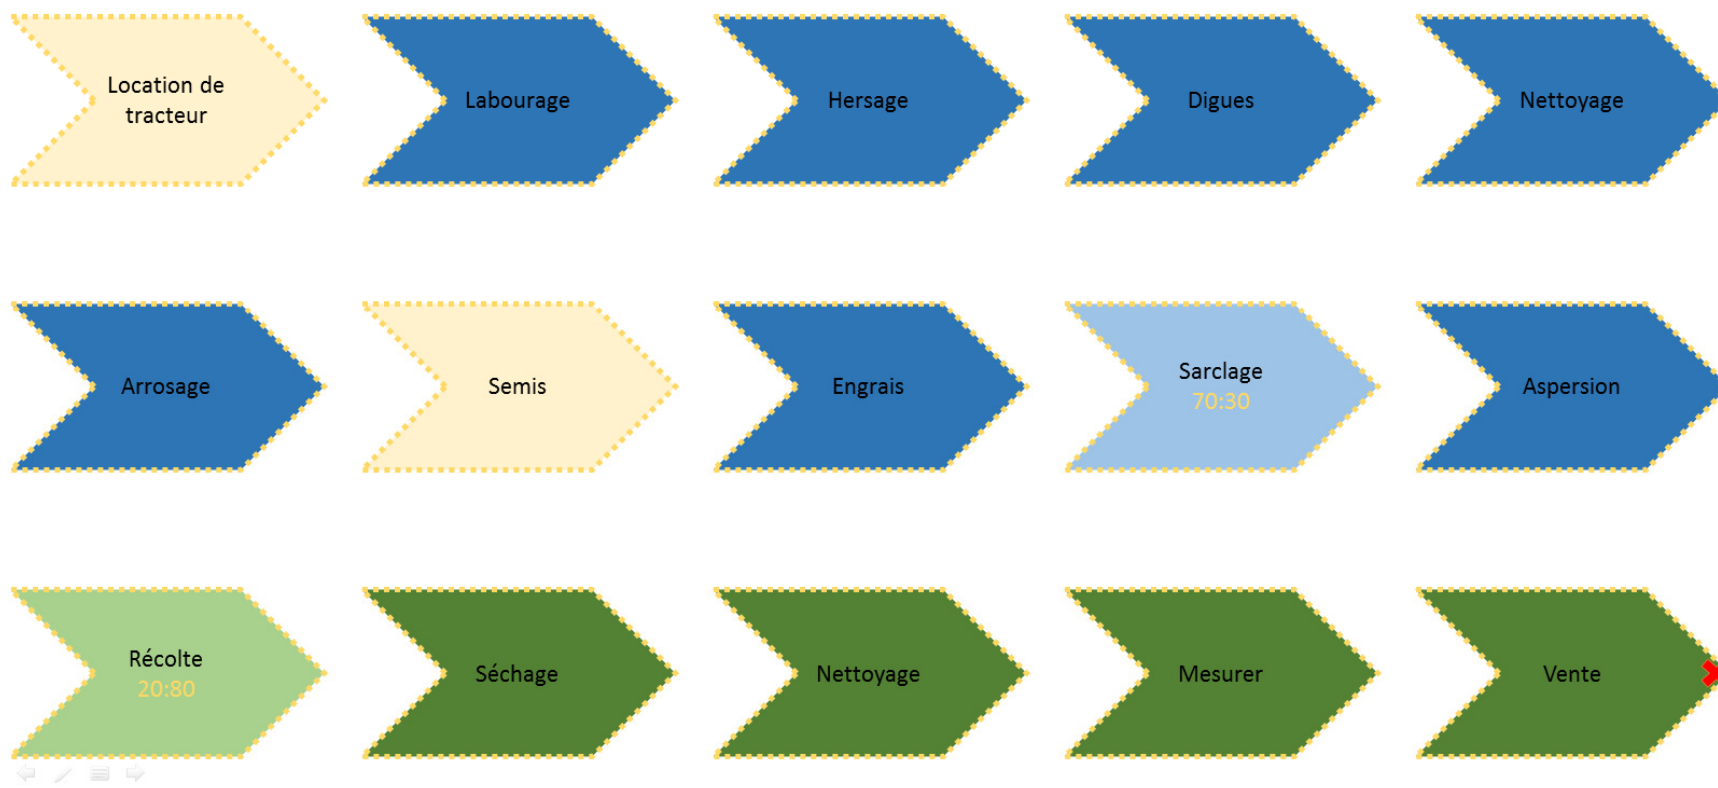 Location de
tracteur
Labourage
Hersage
Digues
Nettoyage
Arrosage
Semis
Engrais
Sarclage
70:30
Aspersion
Récolte
20:80
Séchage
Nettoyage
Mesurer
Vente